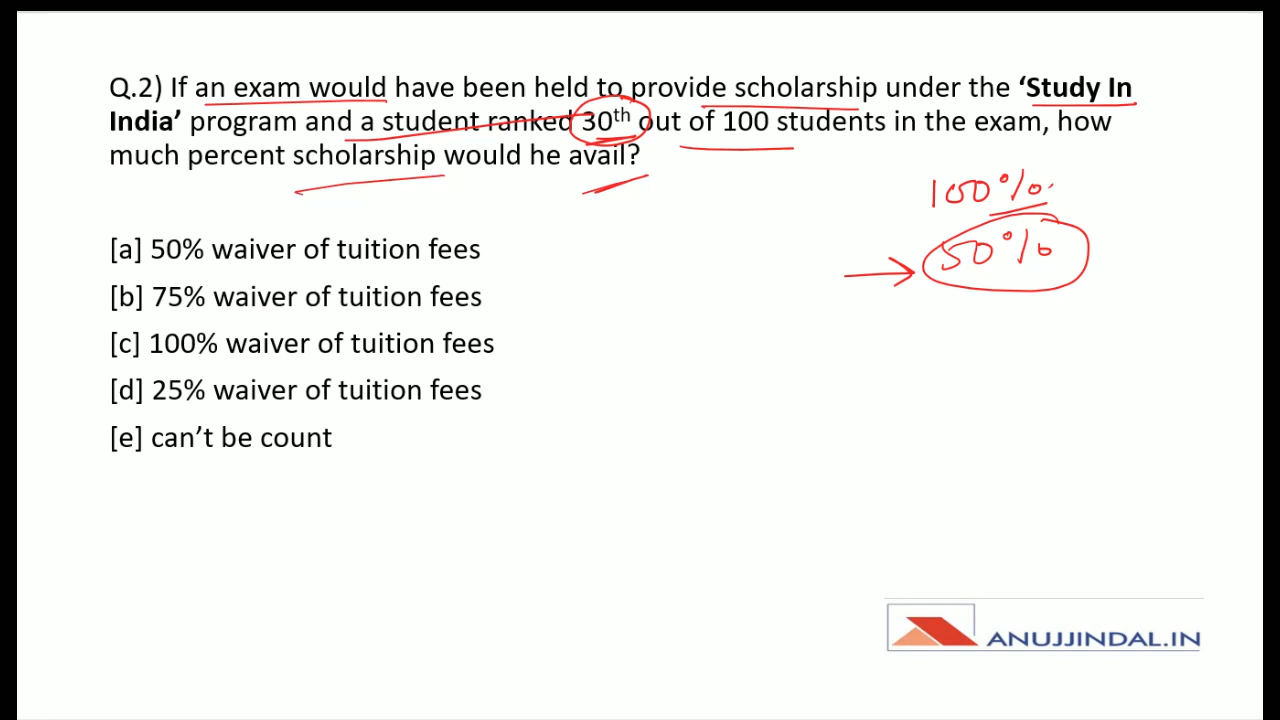 Q.2) If an exam would have been held to provide scholarship under the ‘Study In
India’ program and a student ranked 30th out of 100 students in the exam, how
much percent scholarship would he avail?
100%
50%
[a] 50% waiver of tuition fees
[b] 75% waiver of tuition fees
[c] 100% waiver of tuition fees
[d] 25% waiver of tuition fees
[e] can’t be count
ANUJJINDAL.IN